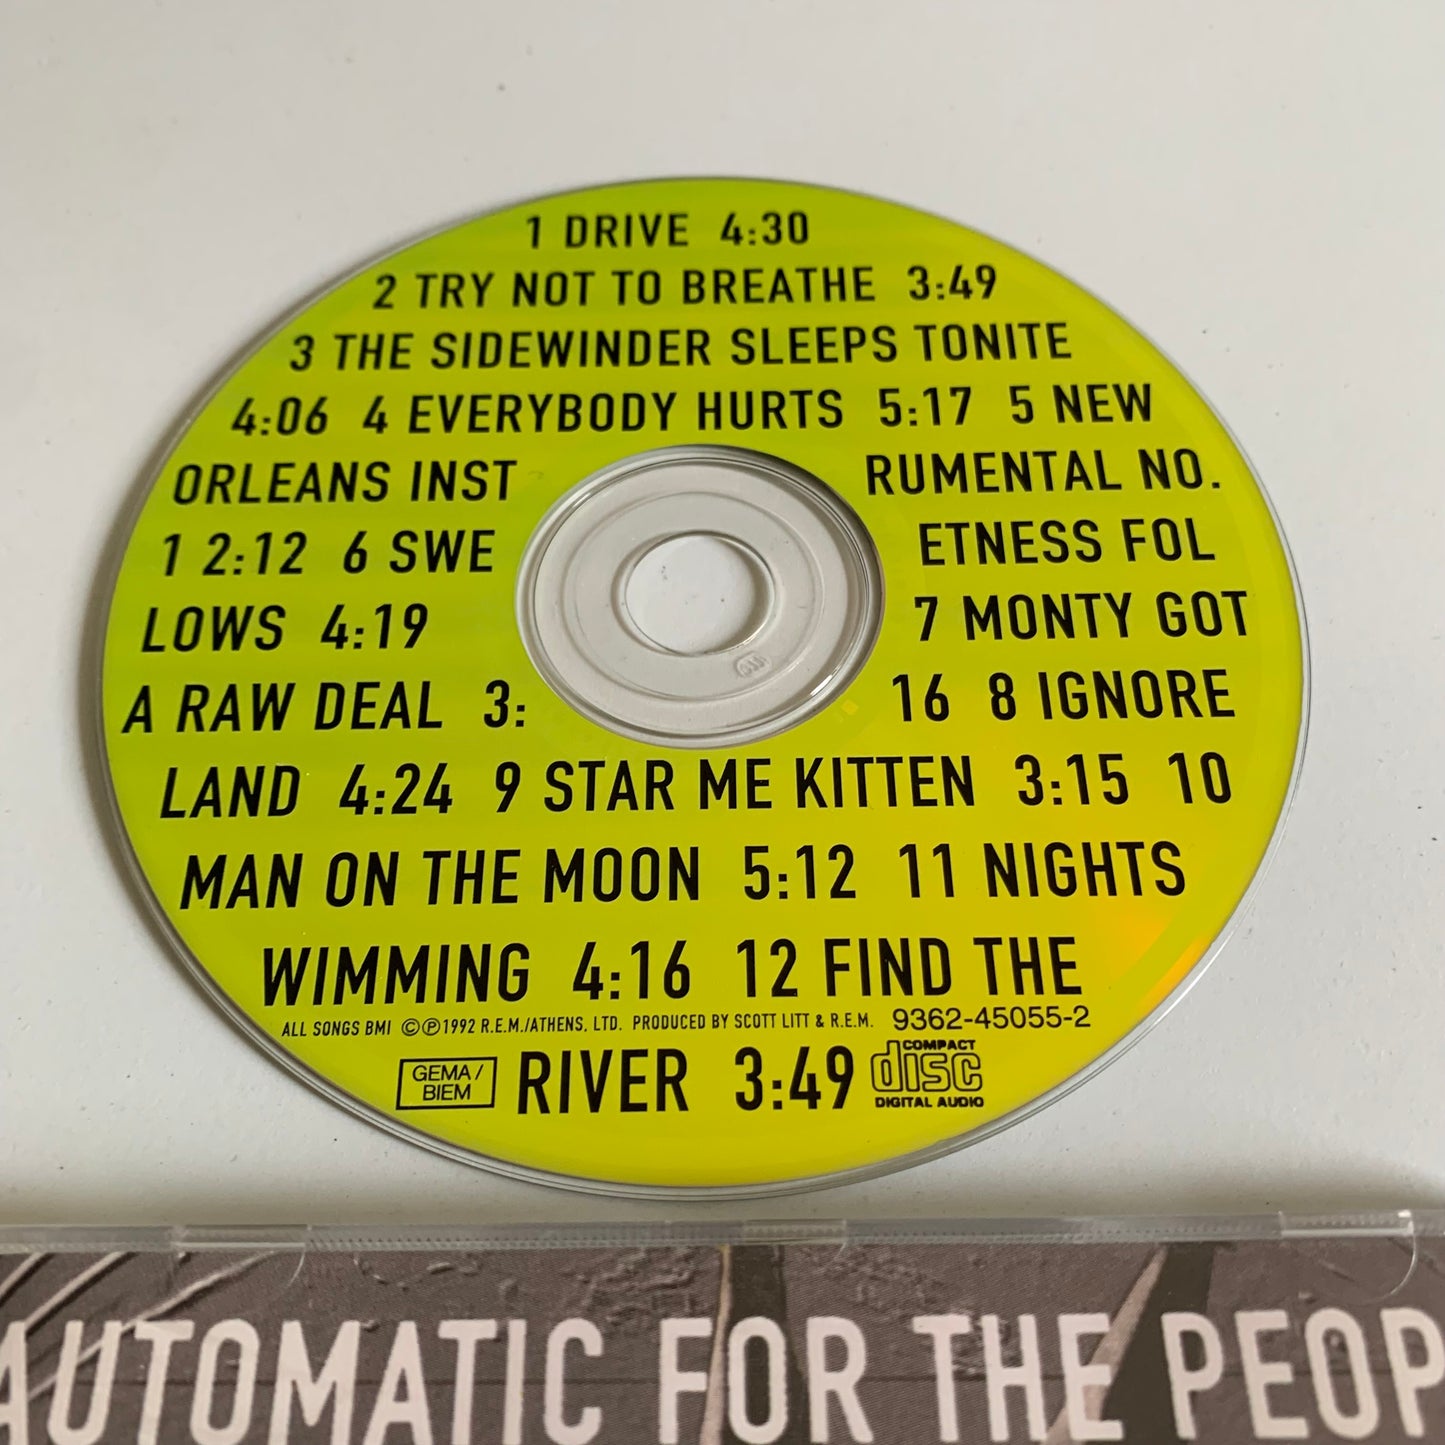 1 DRIVE 4:30
2 TRY NOT TO BREATHE 3:49
3 THE SIDEWINDER SLEEPS TONITE
4:06 4 EVERYBODY HURTS 5:17 5 NEW
ORLEANS INST RUMENTAL NO.
1 2:12 6 SWE ETNESS FOL
LOWS 4:19 7 MONTY GOT
A RAW DEAL 3: 16 8 IGNORE
LAND 4:24 9 STAR ME KITTEN 3:15 10
MAN ON THE MOON 5:12 11 NIGHTS
WIMMING 4:16 12 FIND THE
ALL SONGS BMI ©℗1992 R.E.M./ATHENS, LTD. PRODUCED BY SCOTT LITT & R.E.M. 9362-45055-2
GEMA/
BIEM
RIVER 3:49
COMPACT
disc
DIGITAL AUDIO
AUTOMATIC FOR THE PEOP